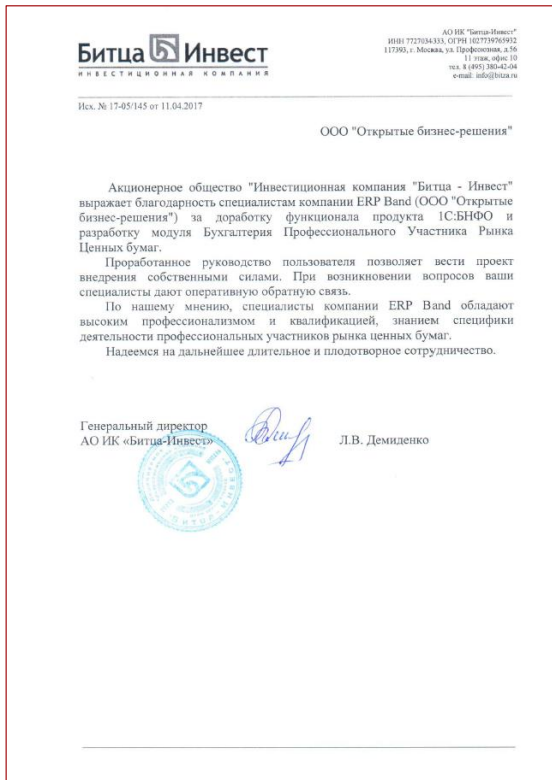 Битца Инвест
ИНВЕСТИЦИОННАЯ КОМПАНИЯ
АО ИК "Битца-Инвест"
ИНН 7727034333, ОГРН 1027739765932
117393, г. Москва, ул. Профсоюзная, д.56
11 этаж, офис 10
тел. 8 (495) 380-42-04
e-mail: info@bitza.ru
Исх. № 17-05/145 от 11.04.2017
ООО "Открытые бизнес-решения"
Акционерное общество "Инвестиционная компания "Битца - Инвест"
выражает благодарность специалистам компании ERP Band (ООО "Открытые
бизнес-решения") за доработку функционала продукта 1С:БНФО и
разработку модуля Бухгалтерия Профессионального Участника Рынка
Ценных бумаг.
Проработанное руководство пользователя позволяет вести проект
внедрения собственными силами. При возникновении вопросов ваши
специалисты дают оперативную обратную связь.
По нашему мнению, специалисты компании ERP Band обладают
высоким профессионализмом и квалификацией, знанием специфики
деятельности профессиональных участников рынка ценных бумаг.
Надеемся на дальнейшее длительное и плодотворное сотрудничество.
Генеральный директор
АО ИК «Битца-Инвест»
Л.В. Демиденко